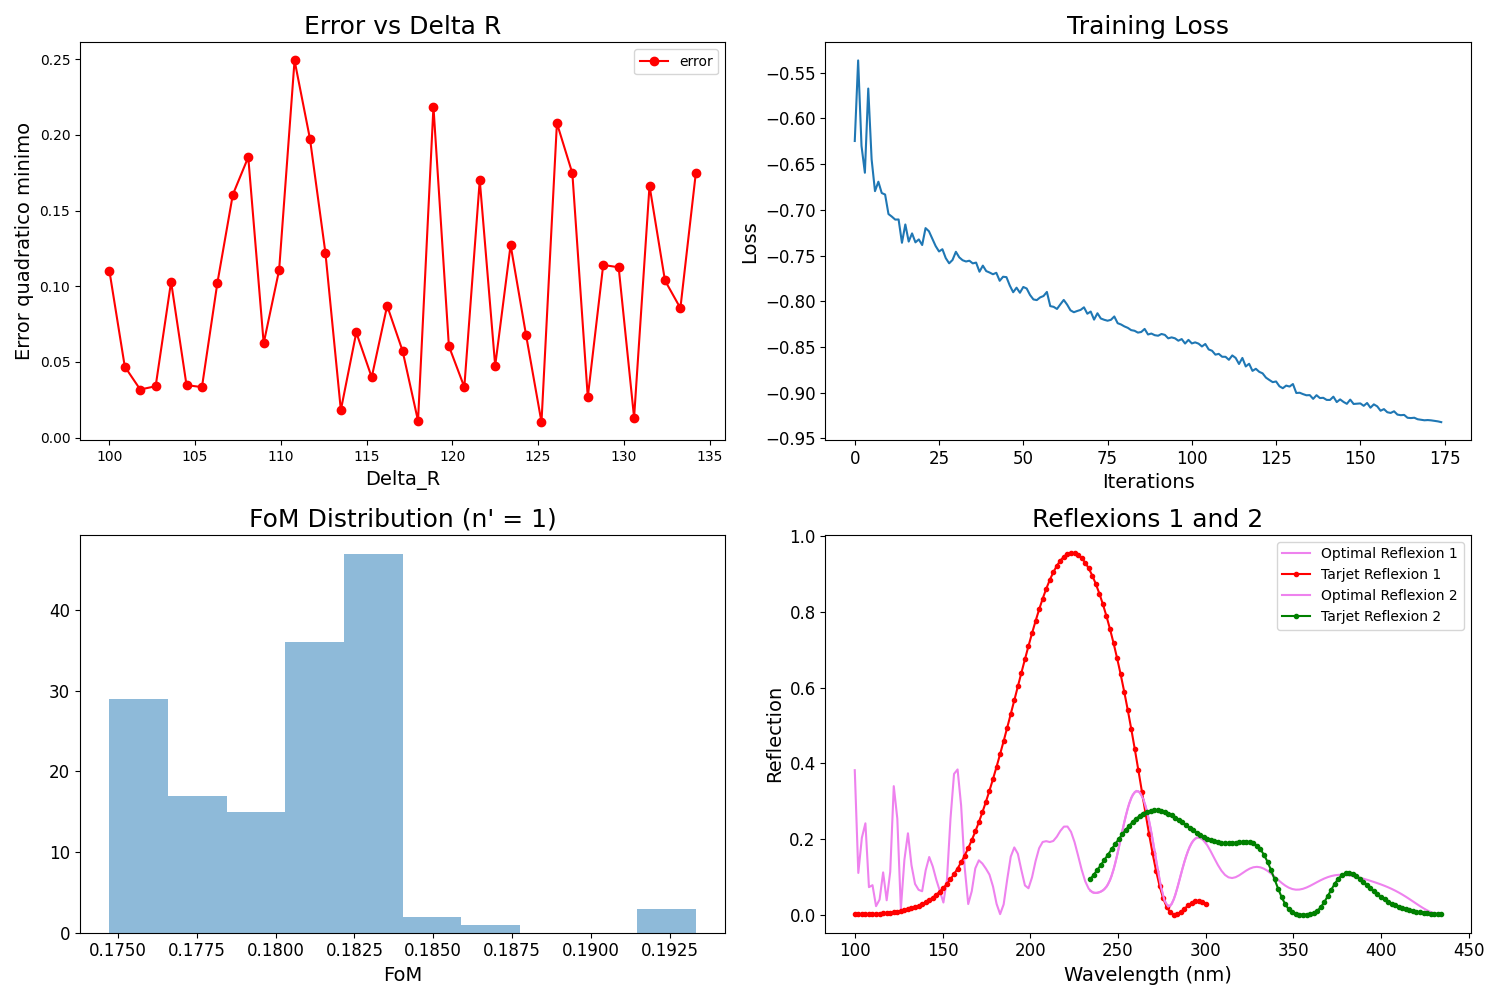 Error vs Delta R
error
Error quadratico minimo
0.25
0.20
0.15
0.10
0.05
0.00
100 105 110 115 120 125 130 135
Delta_R
Training Loss
Loss
−0.55
−0.60
−0.65
−0.70
−0.75
−0.80
−0.85
−0.90
−0.95
0 25 50 75 100 125 150 175
Iterations
FoM Distribution (n' = 1)
40
30
20
10
0
0.1750 0.1775 0.1800 0.1825 0.1850 0.1875 0.1900 0.1925
FoM
Reflexions 1 and 2
Optimal Reflexion 1
Tarjet Reflexion 1
Optimal Reflexion 2
Tarjet Reflexion 2
Reflection
1.0
0.8
0.6
0.4
0.2
0.0
100 150 200 250 300 350 400 450
Wavelength (nm)